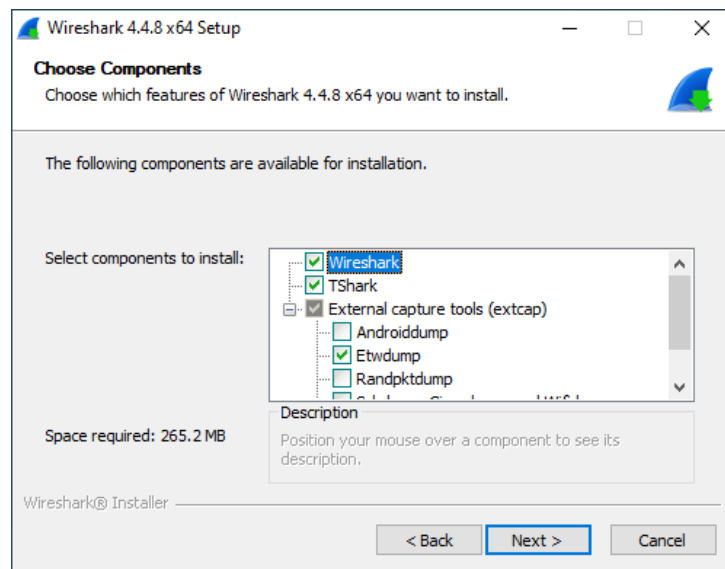 Wireshark 4.4.8 x64 Setup
Choose Components
Choose which features of Wireshark 4.4.8 x64 you want to install.
The following components are available for installation.
Select components to install:
Wireshark
TShark
External capture tools (extcap)
Androiddump
Etwdump
Randpktdump
Description
Space required: 265.2 MB
Position your mouse over a component to see its
description.
Wireshark® Installer
< Back
Next >
Cancel